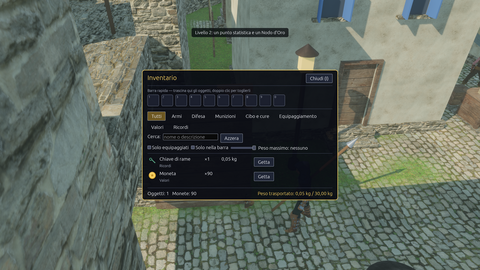 Livello 2: un punto statistica e un Nodo d'Oro
Inventario
Chiudi (I)
Barra rapida — trascina qui gli oggetti, doppio clic per toglierli
Tutti Armi Difesa Munizioni Cibo e cure Equipaggiamento
Valori Ricordi
Cerca: nome o descrizione Azzera
Solo equipaggiati Solo nella barra Peso massimo: nessuno
Chiave di rame +1 0,05 kg Getta
Ricordi
Moneta +90 Getta
Valori
Oggetti: 1 Monete: 90 Peso trasportato: 0,05 kg / 30,00 kg